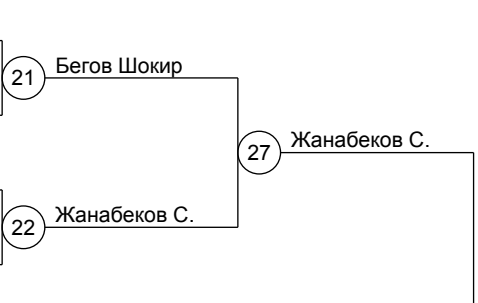 21 Бегов Шокир
27 Жанабеков С.
22 Жанабеков С.